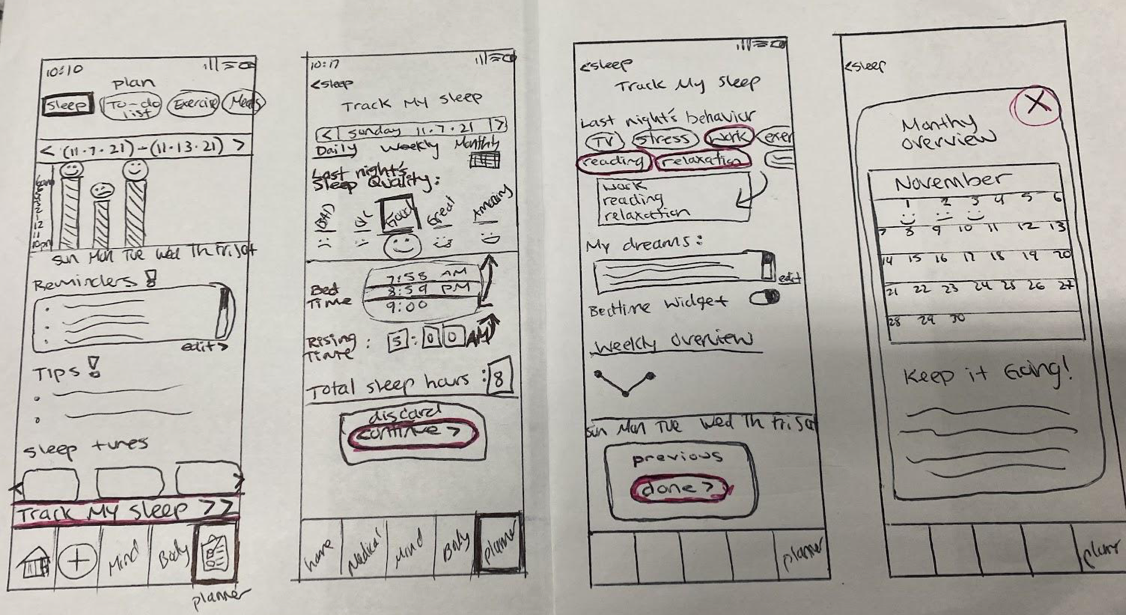 10:10
plan
Sleep
To-do
list
Exercise
Meals
< (11.7.21) - (11.13.21) >
Sun Mon Tue Wed Th Fri Sat
Reminders!
edit >
Tips!
Sleep tunes
Track My Sleep >>
Mind
Body
planner
10:17
<Sleep
Track My Sleep
< Sunday 11.7.21 >
Daily Weekly Monthly
Last night's
Sleep Quality:
BAD
OK
Good
Great
Amazing
Bed
Time
7:58 AM
8:59 PM
9:00
Rising
Time: 5:00 AM
Total sleep hours: 8
discard
continue >
home
Medical
Mind
Body
planner
<Sleep
Track My Sleep
Last night's behavior
TV
stress
work
exer
reading
relaxation
work
reading
relaxation
My dreams:
edit
Bedtime widget
Weekly Overview
Sun Mon Tue Wed Th Fri Sat
previous
done >
planner
<Sleep
X
Monthy
overview
November
1 2 3 4 5 6
7 8 9 10 11 12 13
14 15 16 17 18 19 20
21 22 23 24 25 26 27
28 29 30
Keep it Going!